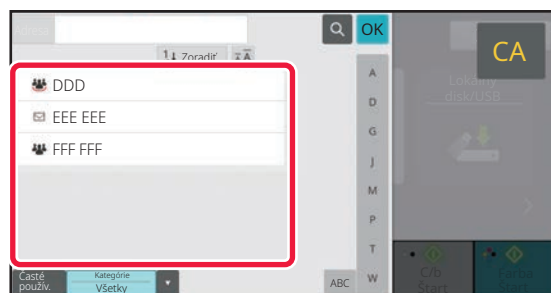 Adresa
OK
CA
1↓ Zoradiť
DDD
EEE EEE
FFF FFF
A
D
G
J
M
P
T
W
Lokálny
disk/USB
Časté
použív.
Kategórie
Všetky
ABC
C/b
Štart
Farba
Štart